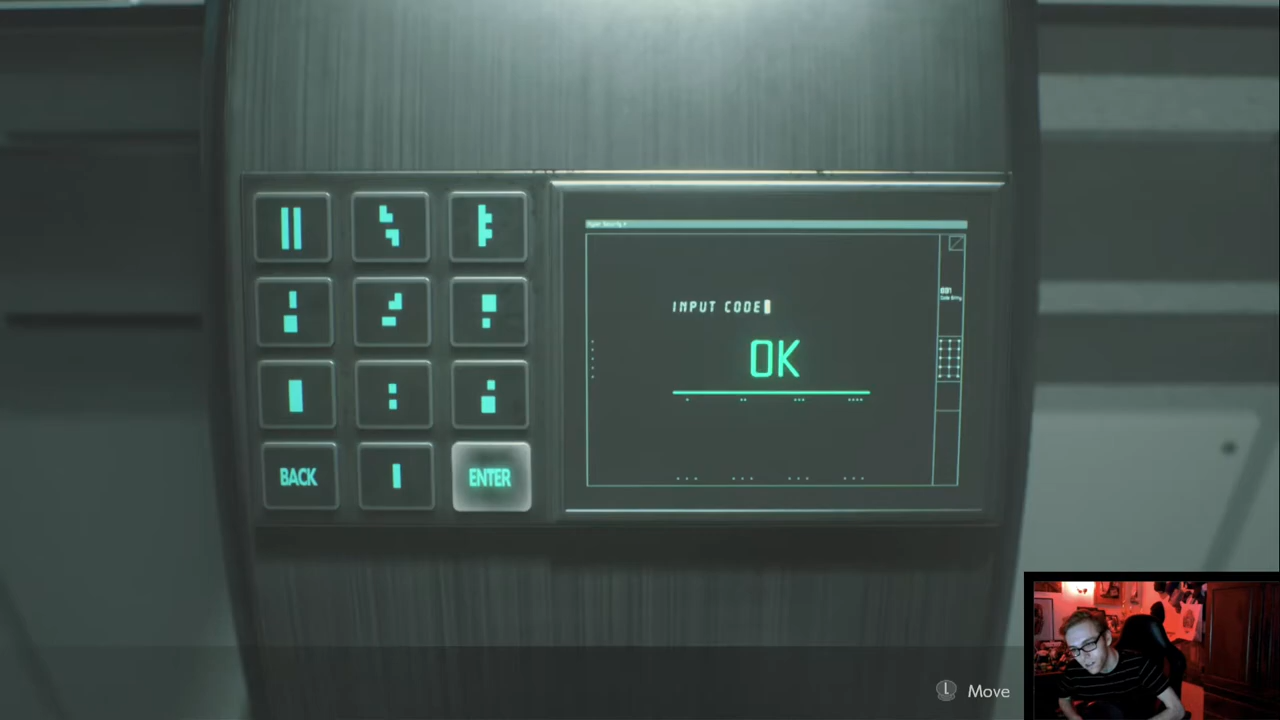 INPUT CODE
OK
BACK
ENTER
L Move